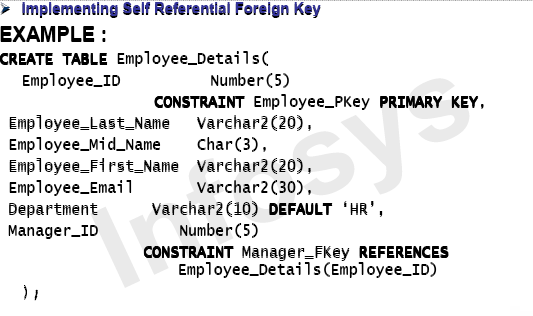 ➢ Implementing Self Referential Foreign Key
EXAMPLE :
CREATE TABLE Employee_Details(
Employee_ID Number(5)
CONSTRAINT Employee_PKey PRIMARY KEY,
Employee_Last_Name Varchar2(20),
Employee_Mid_Name Char(3),
Employee_First_Name Varchar2(20),
Employee_Email Varchar2(30),
Department Varchar2(10) DEFAULT ‘HR’,
Manager_ID Number(5)
CONSTRAINT Manager_FKey REFERENCES
Employee_Details(Employee_ID)
);
Infosys